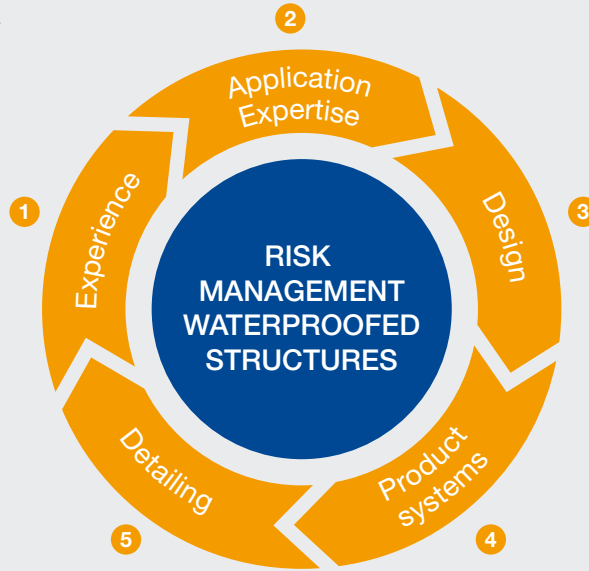 2
Application
Expertise
1
Experience
3
Design
RISK
MANAGEMENT
WATERPROOFED
STRUCTURES
Product
systems
4
Detailing
5